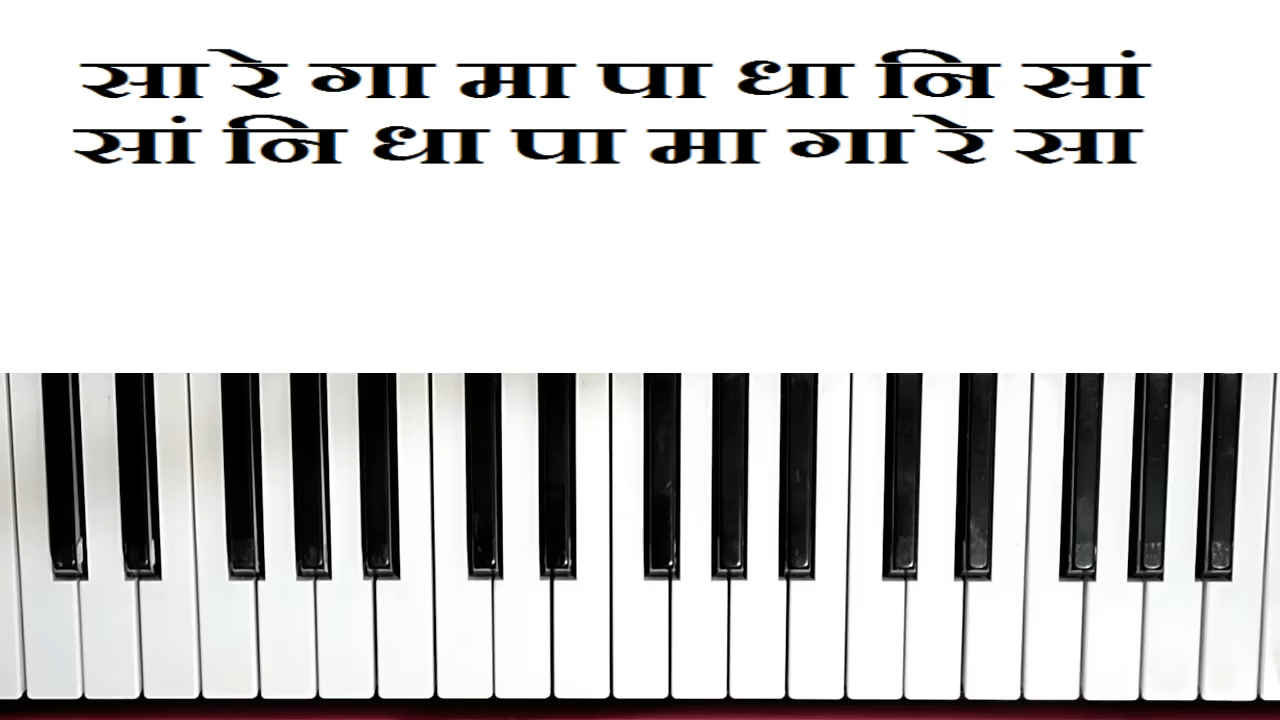 सा रे गा मा पा धा नि सां
सां नि धा पा मा गा रे सा